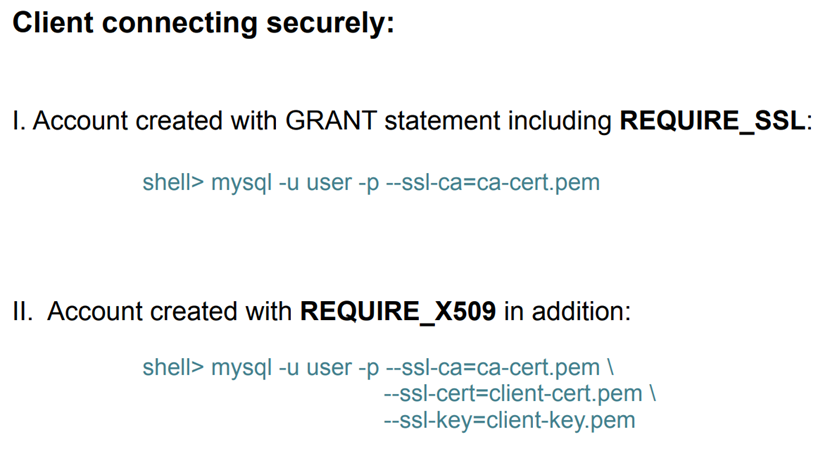 Client connecting securely:
I. Account created with GRANT statement including REQUIRE_SSL:
shell> mysql -u user -p --ssl-ca=ca-cert.pem
II.  Account created with REQUIRE_X509 in addition:
shell> mysql -u user -p --ssl-ca=ca-cert.pem \
--ssl-cert=client-cert.pem \
--ssl-key=client-key.pem